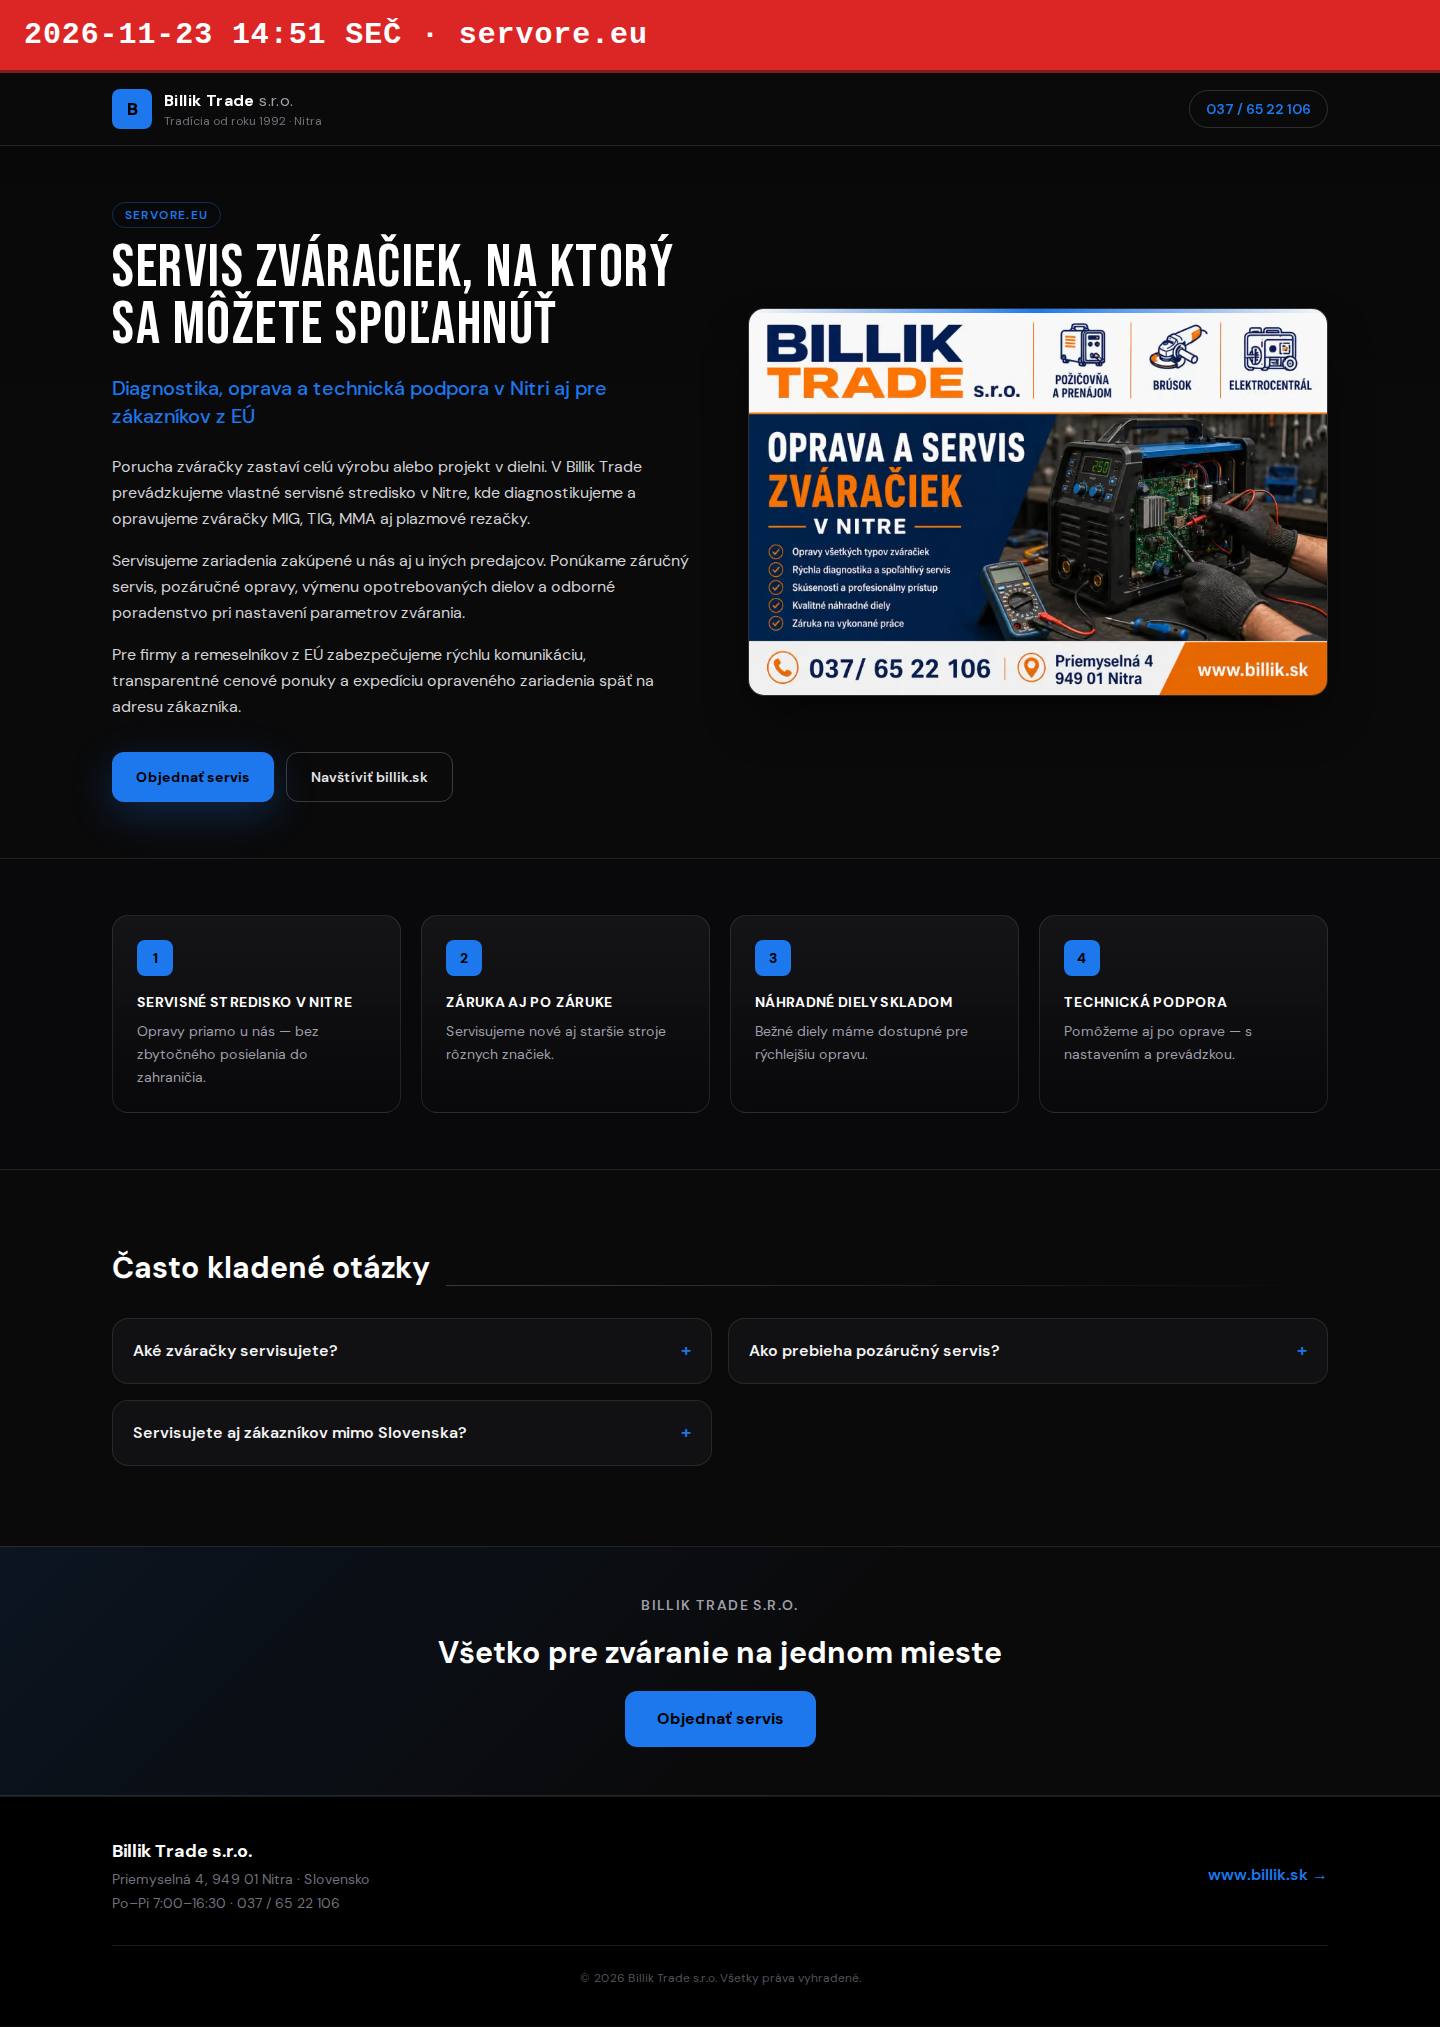 2026-11-23 14:51 SEČ · servore.eu
B
Billik Trade s.r.o.
Tradícia od roku 1992 · Nitra
037 / 65 22 106
SERVORE.EU
SERVIS ZVÁRAČIEK, NA KTORÝ
SA MÔŽETE SPOĽAHNÚŤ
Diagnostika, oprava a technická podpora v Nitri aj pre
zákazníkov z EÚ
Porucha zváračky zastaví celú výrobu alebo projekt v dielni. V Billik Trade
prevádzkujeme vlastné servisné stredisko v Nitre, kde diagnostikujeme a
opravujeme zváračky MIG, TIG, MMA aj plazmové rezačky.
Servisujeme zariadenia zakúpené u nás aj u iných predajcov. Ponúkame záručný
servis, pozáručné opravy, výmenu opotrebovaných dielov a odborné
poradenstvo pri nastavení parametrov zvárania.
Pre firmy a remeselníkov z EÚ zabezpečujeme rýchlu komunikáciu,
transparentné cenové ponuky a expedíciu opraveného zariadenia späť na
adresu zákazníka.
Objednať servis
Navštíviť billik.sk
BILLIK
TRADE s.r.o.
POŽIČOVŇA
A PRENÁJOM
BRÚSOK
ELEKTROCENTRÁL
OPRAVA A SERVIS
ZVÁRAČIEK
V NITRE
Opravy všetkých typov zváračiek
Rýchla diagnostika a spoľahlivý servis
Skúsenosti a profesionálny prístup
Kvalitné náhradné diely
Záruka na vykonané práce
250
037/ 65 22 106
Priemyselná 4
949 01 Nitra
www.billik.sk
1
SERVISNÉ STREDISKO V NITRE
Opravy priamo u nás — bez
zbytočného posielania do
zahraničia.
2
ZÁRUKA AJ PO ZÁRUKE
Servisujeme nové aj staršie stroje
rôznych značiek.
3
NÁHRADNÉ DIELY SKLADOM
Bežné diely máme dostupné pre
rýchlejšiu opravu.
4
TECHNICKÁ PODPORA
Pomôžeme aj po oprave — s
nastavením a prevádzkou.
Často kladené otázky
Aké zváračky servisujete? +
Ako prebieha pozáručný servis? +
Servisujete aj zákazníkov mimo Slovenska? +
BILLIK TRADE S.R.O.
Všetko pre zváranie na jednom mieste
Objednať servis
Billik Trade s.r.o.
Priemyselná 4, 949 01 Nitra · Slovensko
Po–Pi 7:00–16:30 · 037 / 65 22 106
www.billik.sk →
© 2026 Billik Trade s.r.o. Všetky práva vyhradené.